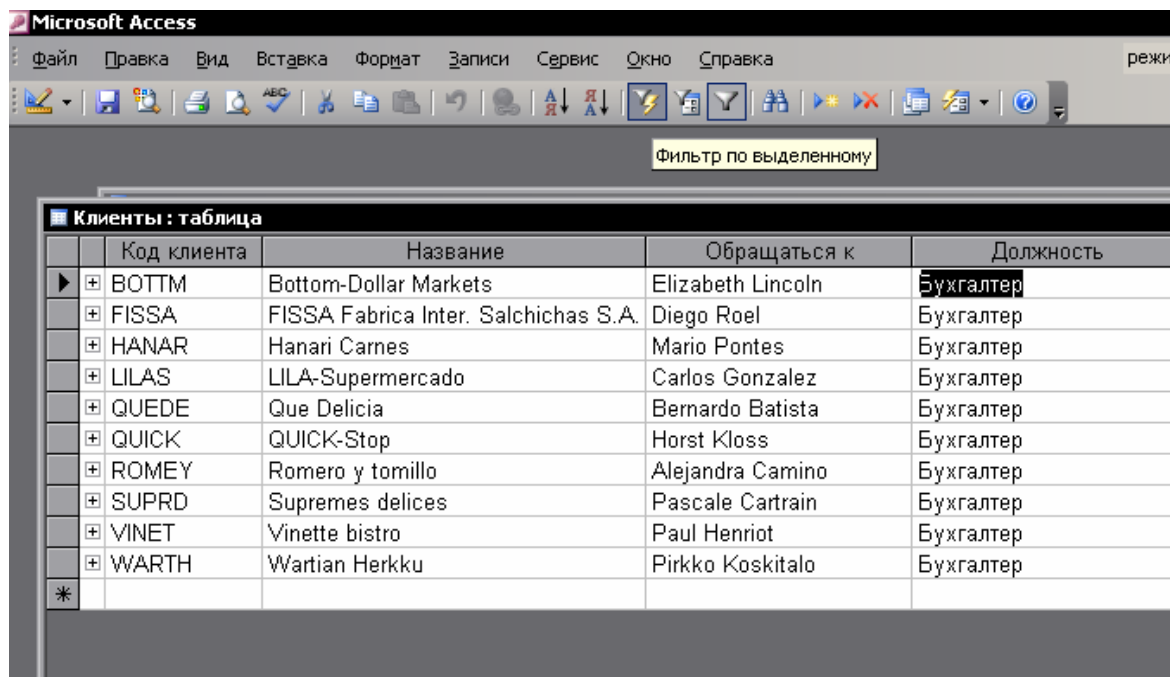 Microsoft Access
Файл Правка Вид Вставка Формат Записи Сервис Окно Справка режи
Фильтр по выделенному
Клиенты : таблица
Код клиента Название Обращаться к Должность
BOTTM Bottom-Dollar Markets Elizabeth Lincoln Бухгалтер
FISSA FISSA Fabrica Inter. Salchichas S.A. Diego Roel Бухгалтер
HANAR Hanari Carnes Mario Pontes Бухгалтер
LILAS LILA-Supermercado Carlos Gonzalez Бухгалтер
QUEDE Que Delicia Bernardo Batista Бухгалтер
QUICK QUICK-Stop Horst Kloss Бухгалтер
ROMEY Romero y tomillo Alejandra Camino Бухгалтер
SUPRD Supremes delices Pascale Cartrain Бухгалтер
VINET Vinette bistro Paul Henriot Бухгалтер
WARTH Wartian Herkku Pirkko Koskitalo Бухгалтер